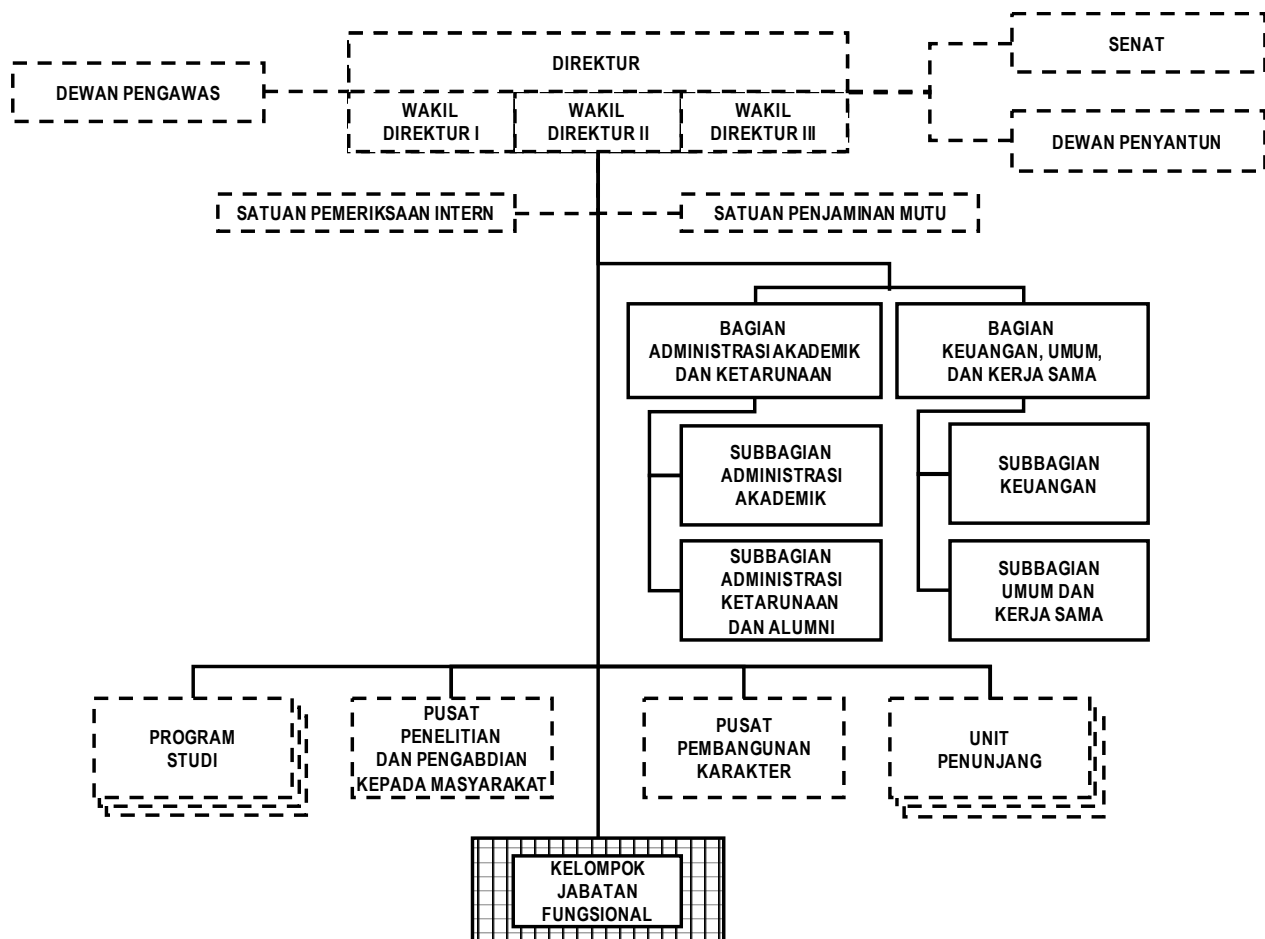 SENAT
DIREKTUR
DEWAN PENGAWAS
WAKIL
DIREKTUR I
WAKIL
DIREKTUR II
WAKIL
DIREKTUR III
DEWAN PENYANTUN
SATUAN PEMERIKSAAN INTERN
SATUAN PENJAMINAN MUTU
BAGIAN
ADMINISTRASI AKADEMIK
DAN KETARUNAAN
BAGIAN
KEUANGAN, UMUM,
DAN KERJA SAMA
SUBBAGIAN
ADMINISTRASI
AKADEMIK
SUBBAGIAN
KEUANGAN
SUBBAGIAN
ADMINISTRASI
KETARUNAAN
DAN ALUMNI
SUBBAGIAN
UMUM DAN
KERJA SAMA
PROGRAM
STUDI
PUSAT
PENELITIAN
DAN PENGABDIAN
KEPADA MASYARAKAT
PUSAT
PEMBANGUNAN
KARAKTER
UNIT
PENUNJANG
KELOMPOK
JABATAN
FUNGSIONAL